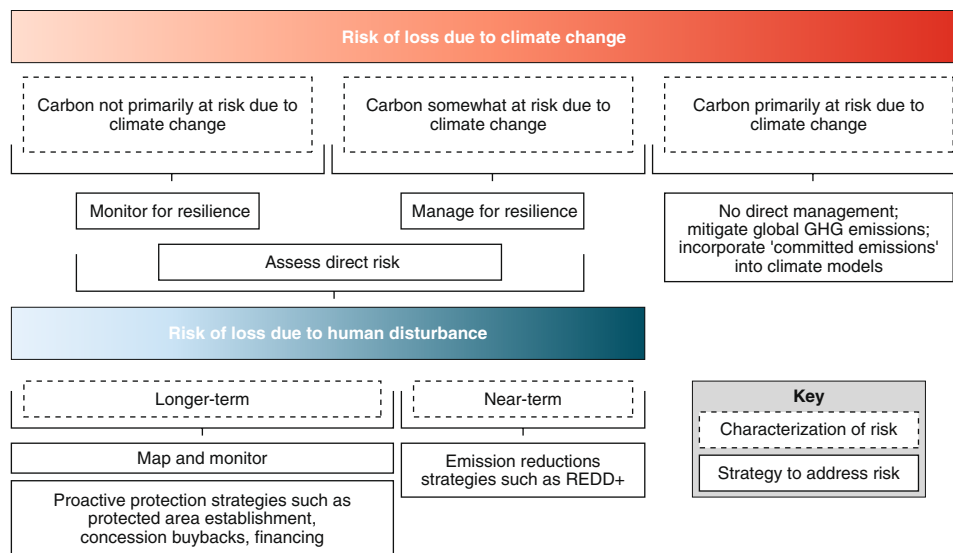 Risk of loss due to climate change
Carbon not primarily at risk due to
climate change
Carbon somewhat at risk due to
climate change
Carbon primarily at risk due to
climate change
Monitor for resilience
Manage for resilience
No direct management;
mitigate global GHG emissions;
incorporate 'committed emissions'
into climate models
Assess direct risk
Risk of loss due to human disturbance
Longer-term
Near-term
Map and monitor
Proactive protection strategies such as
protected area establishment,
concession buybacks, financing
Emission reductions
strategies such as REDD+
Key
Characterization of risk
Strategy to address risk